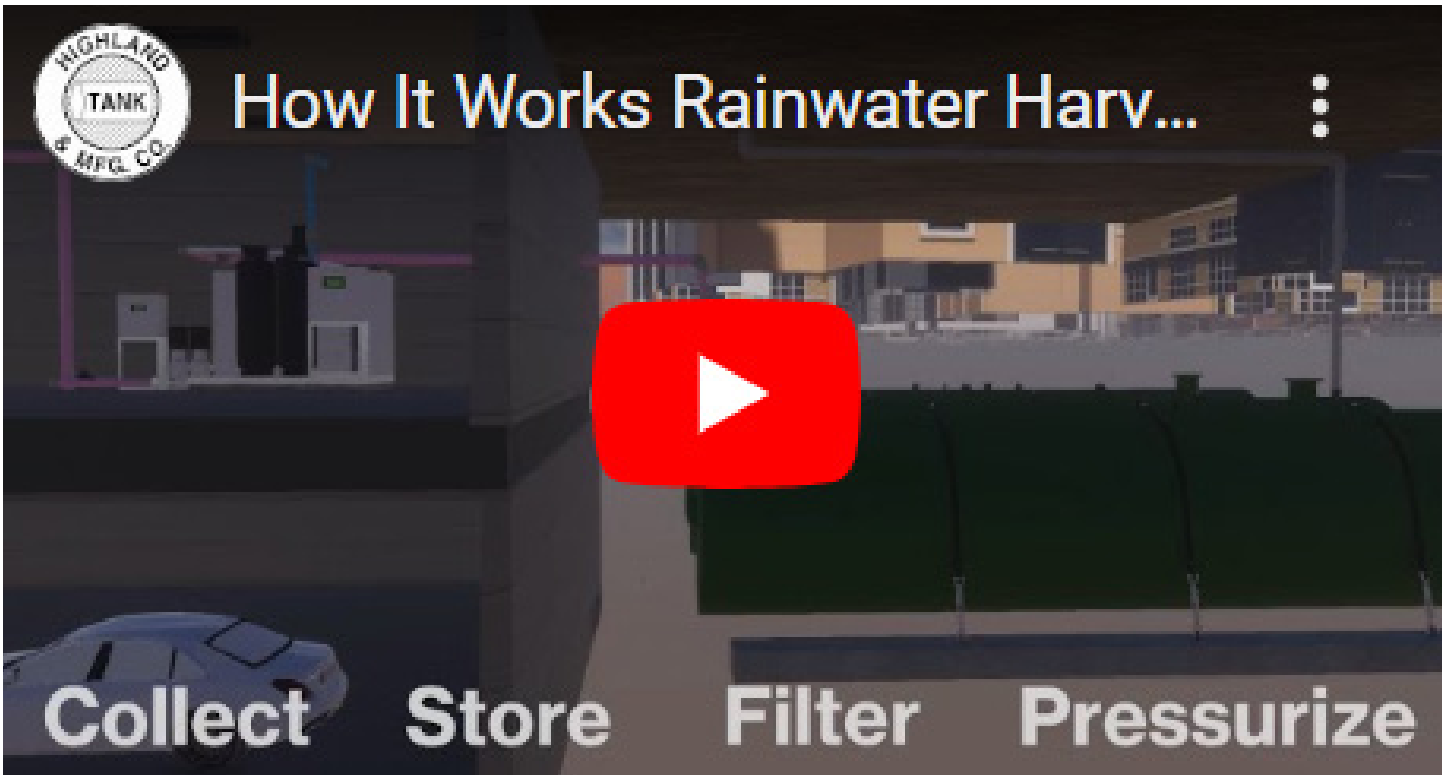 HIGHLAND
TANK
& MFG. CO.
How It Works Rainwater Harv...
Collect Store Filter Pressurize